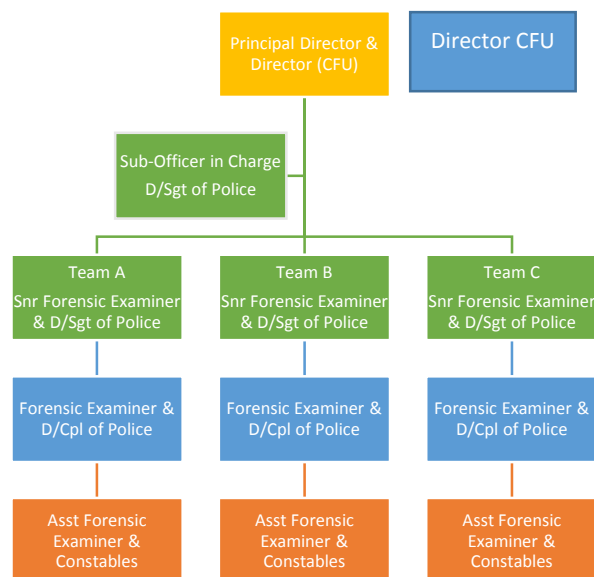 Principal Director &
Director (CFU)
Director CFU
Sub-Officer in Charge
D/Sgt of Police
Team A
Snr Forensic Examiner
& D/Sgt of Police
Team B
Snr Forensic Examiner
& D/Sgt of Police
Team C
Snr Forensic Examiner
& D/Sgt of Police
Forensic Examiner &
D/Cpl of Police
Forensic Examiner &
D/Cpl of Police
Forensic Examiner &
D/Cpl of Police
Asst Forensic
Examiner &
Constables
Asst Forensic
Examiner &
Constables
Asst Forensic
Examiner &
Constables